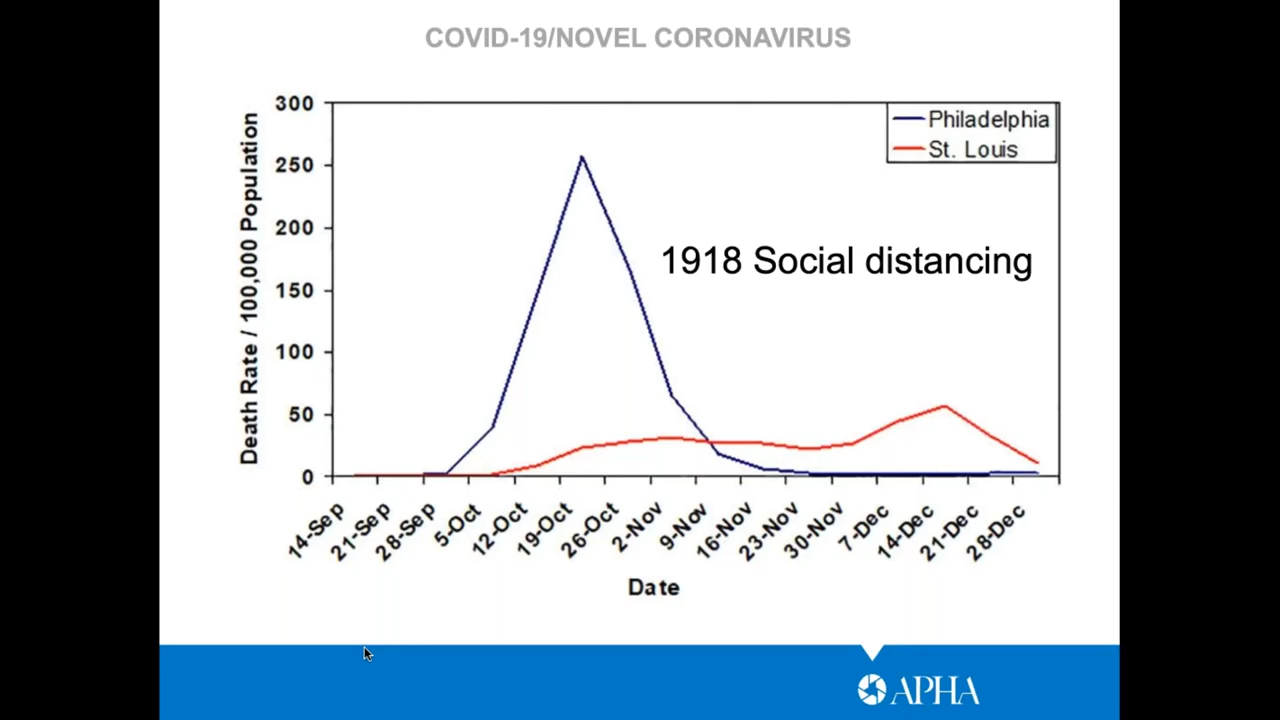 COVID-19/NOVEL CORONAVIRUS
Death Rate / 100,000 Population
300
250
200
150
100
50
0
Philadelphia
St. Louis
1918 Social distancing
14-Sep
21-Sep
28-Sep
5-Oct
12-Oct
19-Oct
26-Oct
2-Nov
9-Nov
16-Nov
23-Nov
30-Nov
7-Dec
14-Dec
21-Dec
28-Dec
Date
APHA